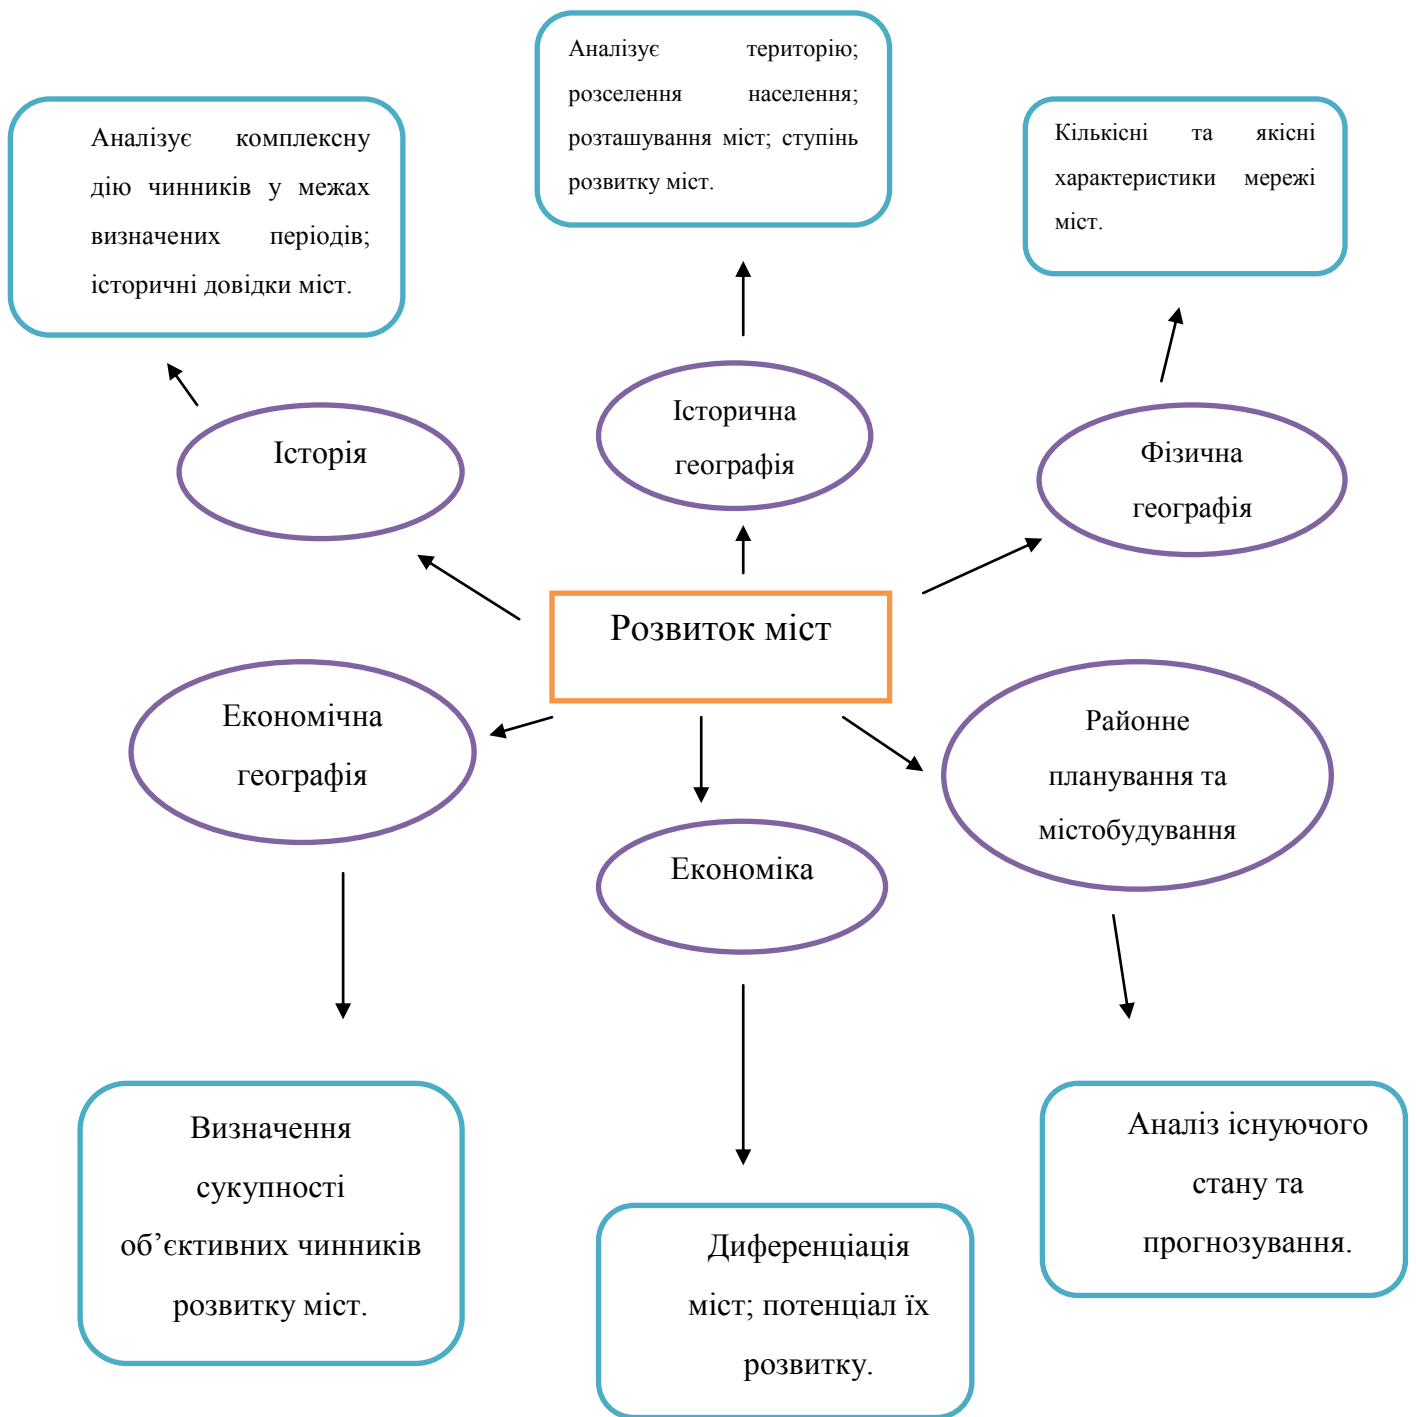 Аналізує територію;
розселення населення;
розташування міст; ступінь
розвитку міст.
Аналізує комплексну
дію чинників у межах
визначених періодів;
історичні довідки міст.
Кількісні та якісні
характеристики мережі
міст.
Історія
Історична
географія
Фізична
географія
Розвиток міст
Економічна
географія
Економіка
Районне
планування та
містобудування
Визначення
сукупності
об’єктивних чинників
розвитку міст.
Диференціація
міст; потенціал їх
розвитку.
Аналіз існуючого
стану та
прогнозування.